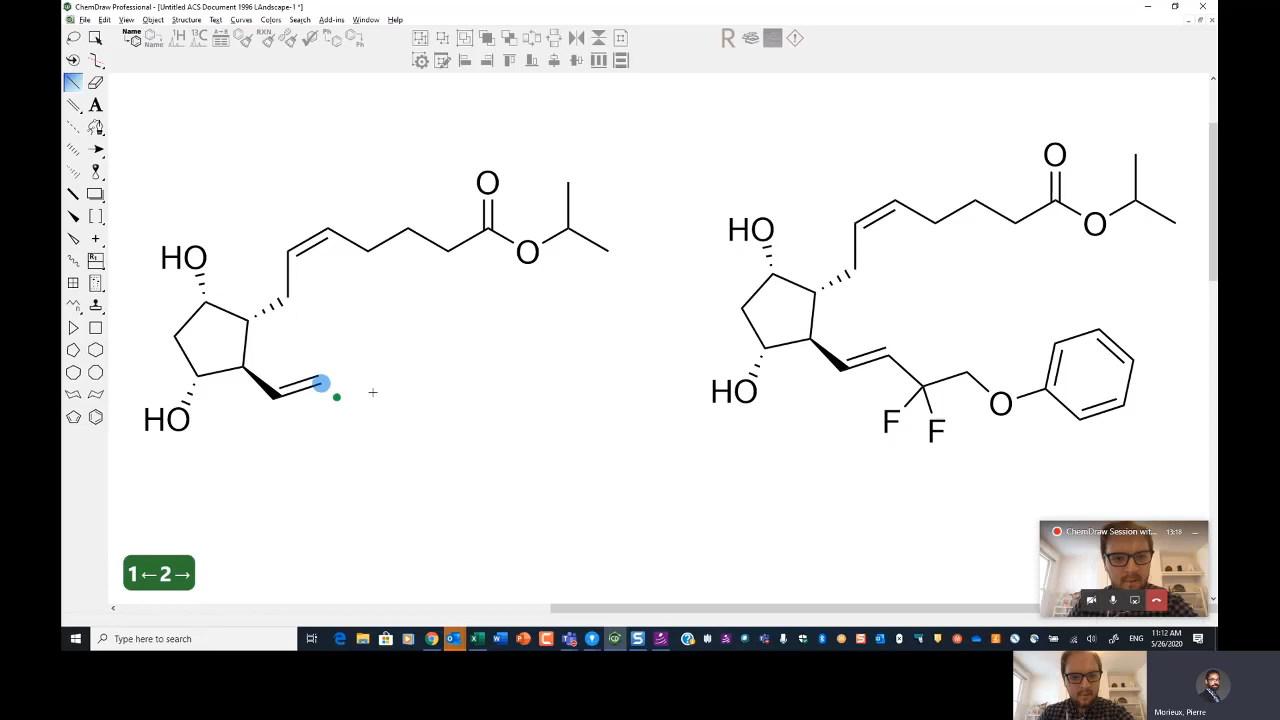 ChemDraw Professional - [Untitled ACS Document 1996 LAndscape-1 *]
File Edit View Object Structure Text Curves Colors Search Add-ins Window Help
Name
O
O
HO
HO
O
HO
O
HO
F
F
O
1←2→
ChemDraw Session wit... 13:18
Type here to search
ENG
11:12 AM
5/26/2020
Morieux, Pierre